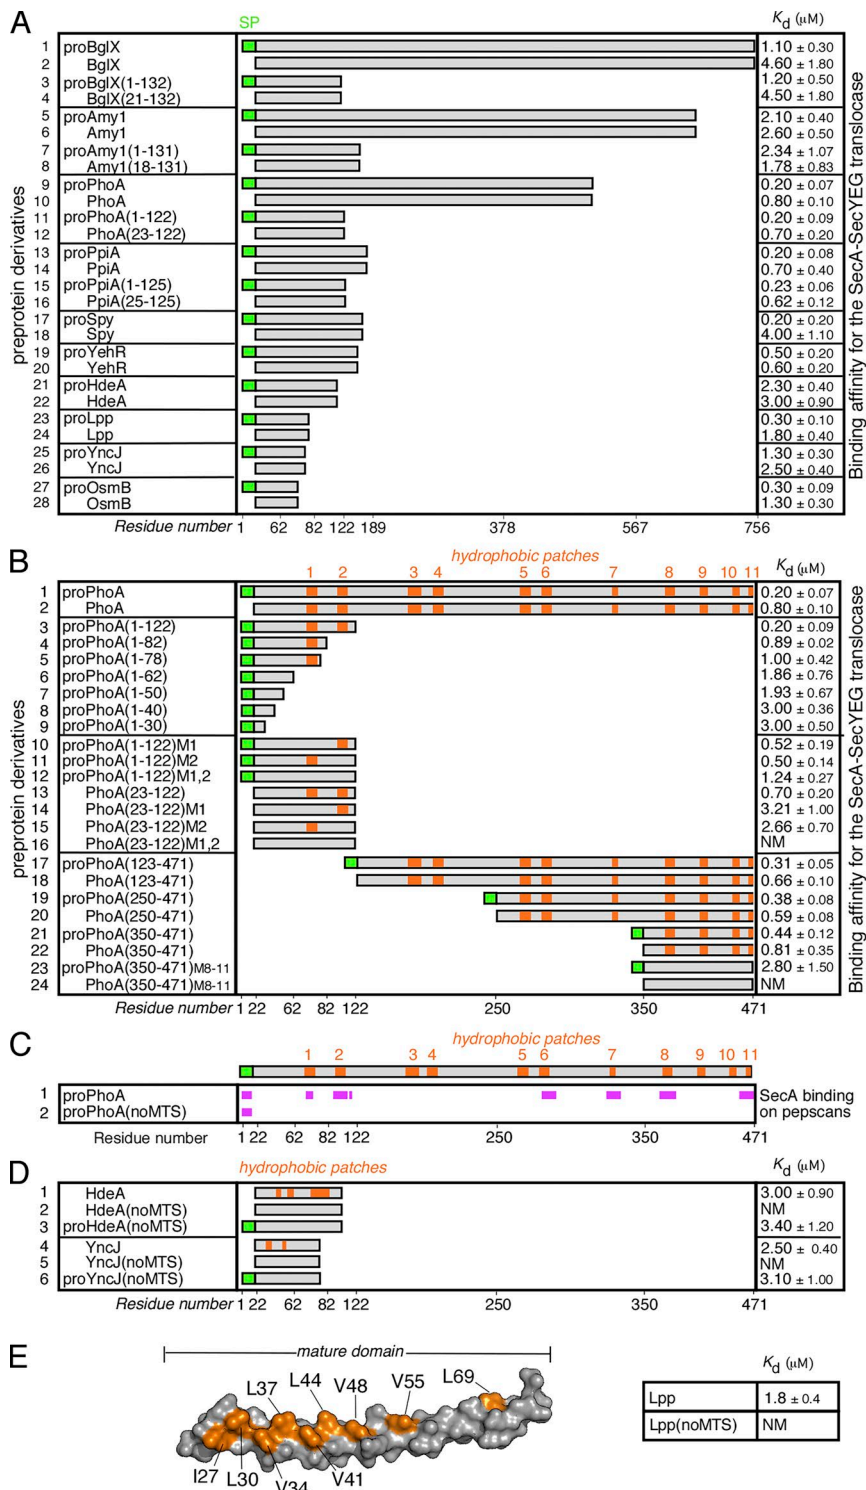 A
SP
K d (µM)
1 proBglX 1.10 ± 0.30
2 BglX 4.60 ± 1.80
3 proBglX(1-132) 1.20 ± 0.50
4 BglX(21-132) 4.50 ± 1.80
5 proAmy1 2.10 ± 0.40
6 Amy1 2.60 ± 0.50
7 proAmy1(1-131) 2.34 ± 1.07
8 Amy1(18-131) 1.78 ± 0.83
9 proPhoA 0.20 ± 0.07
10 PhoA 0.80 ± 0.10
11 proPhoA(1-122) 0.20 ± 0.09
12 PhoA(23-122) 0.70 ± 0.20
13 proPpiA 0.20 ± 0.08
14 PpiA 0.70 ± 0.40
15 proPpiA(1-125) 0.23 ± 0.06
16 PpiA(25-125) 0.62 ± 0.12
17 proSpy 0.20 ± 0.20
18 Spy 4.00 ± 1.10
19 proYehR 0.50 ± 0.20
20 YehR 0.60 ± 0.20
21 proHdeA 2.30 ± 0.40
22 HdeA 3.00 ± 0.90
23 proLpp 0.30 ± 0.10
24 Lpp 1.80 ± 0.40
25 proYncJ 1.30 ± 0.30
26 YncJ 2.50 ± 0.40
27 proOsmB 0.30 ± 0.09
28 OsmB 1.30 ± 0.30
preprotein derivatives
Binding affinity for the SecA-SecYEG translocase
Residue number 1 62 82 122 189 378 567 756
B
hydrophobic patches
K d (µM)
1 2 3 4 5 6 7 8 9 10 11
1 proPhoA 0.20 ± 0.07
2 PhoA 0.80 ± 0.10
3 proPhoA(1-122) 0.20 ± 0.09
4 proPhoA(1-82) 0.89 ± 0.02
5 proPhoA(1-78) 1.00 ± 0.42
6 proPhoA(1-62) 1.86 ± 0.76
7 proPhoA(1-50) 1.93 ± 0.67
8 proPhoA(1-40) 3.00 ± 0.36
9 proPhoA(1-30) 3.00 ± 0.50
10 proPhoA(1-122)M1 0.52 ± 0.19
11 proPhoA(1-122)M2 0.50 ± 0.14
12 proPhoA(1-122)M1,2 1.24 ± 0.27
13 PhoA(23-122) 0.70 ± 0.20
14 PhoA(23-122)M1 3.21 ± 1.00
15 PhoA(23-122)M2 2.66 ± 0.70
16 PhoA(23-122)M1,2 NM
17 proPhoA(123-471) 0.31 ± 0.05
18 PhoA(123-471) 0.66 ± 0.10
19 proPhoA(250-471) 0.38 ± 0.08
20 PhoA(250-471) 0.59 ± 0.08
21 proPhoA(350-471) 0.44 ± 0.12
22 PhoA(350-471) 0.81 ± 0.35
23 proPhoA(350-471)M8-11 2.80 ± 1.50
24 PhoA(350-471)M8-11 NM
preprotein derivatives
Binding affinity for the SecA-SecYEG translocase
Residue number 1 22 62 82 122 250 350 471
C
hydrophobic patches
1 2 3 4 5 6 7 8 9 10 11
1 proPhoA
2 proPhoA(noMTS)
SecA binding
on pepscans
Residue number 1 22 62 82 122 250 350 471
D
hydrophobic patches
K d (µM)
1 HdeA 3.00 ± 0.90
2 HdeA(noMTS) NM
3 proHdeA(noMTS) 3.40 ± 1.20
4 YncJ 2.50 ± 0.40
5 YncJ(noMTS) NM
6 proYncJ(noMTS) 3.10 ± 1.00
Residue number 1 22 62 82 122 250 350 471
E
mature domain
L37 L44 V48 V55 L69
I27 L30 V34 V41
K d (µM)
Lpp 1.8 ± 0.4
Lpp(noMTS) NM